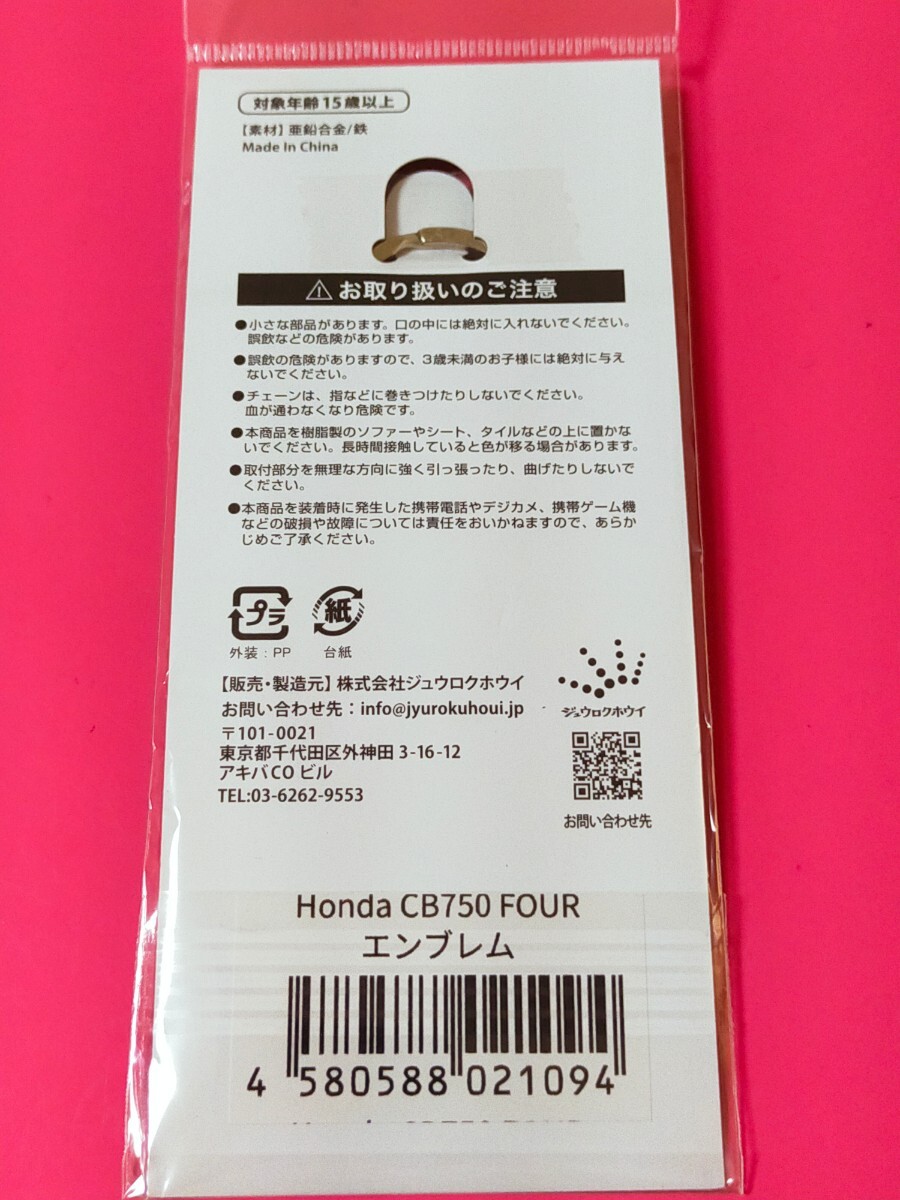 対象年齢15歳以上
【素材】亜鉛合金/鉄
Made In China
⚠お取り扱いのご注意
●小さな部品があります。口の中には絶対に入れないでください。
誤飲などの危険があります。
●誤飲の危険がありますので、3歳未満のお子様には絶対に与え
ないでください。
●チェーンは、指などに巻きつけたりしないでください。
血が通わなくなり危険です。
●本商品を樹脂製のソファーやシート、タイルなどの上に置かな
いでください。長時間接触していると色が移る場合があります。
●取付部分を無理な方向に強く引っ張ったり、曲げたりしないで
ください。
●本商品を装着時に発生した携帯電話やデジカメ、携帯ゲーム機
などの破損や故障については責任をおいかねますので、あらか
じめご了承ください。
プラ
紙
外装：PP
台紙
【販売・製造元】株式会社ジュウロクホウイ
お問い合わせ先：info@jyurokuhoui.jp
〒101-0021
東京都千代田区外神田 3-16-12
アキバCO ビル
TEL:03-6262-9553
ジュウロクホウイ
お問い合わせ先
Honda CB750 FOUR
エンブレム
4 580588 021094